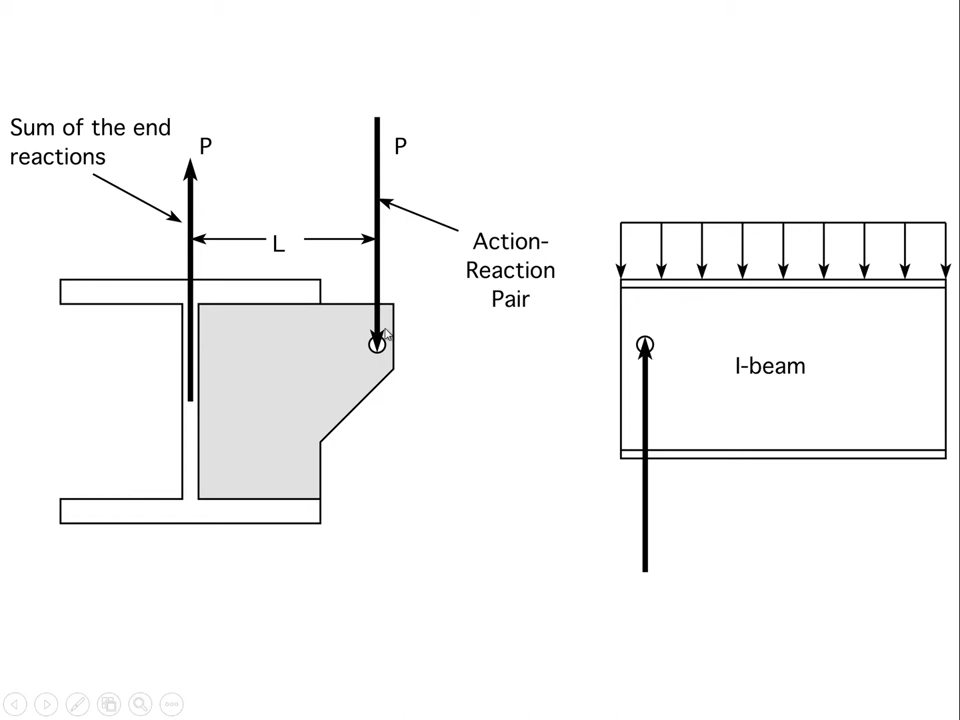 Sum of the end
reactions
P
P
L
Action-
Reaction
Pair
I-beam